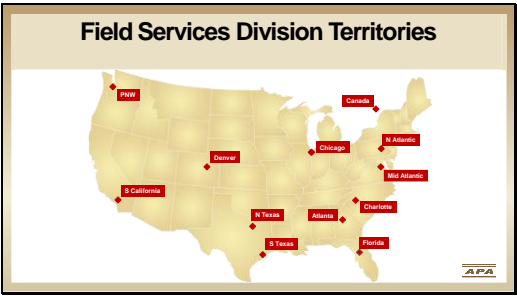 Field Services Division Territories
PNW
Canada
N Atlantic
Chicago
Denver
Mid Atlantic
S California
Charlotte
N Texas
Atlanta
S Texas
Florida
APA